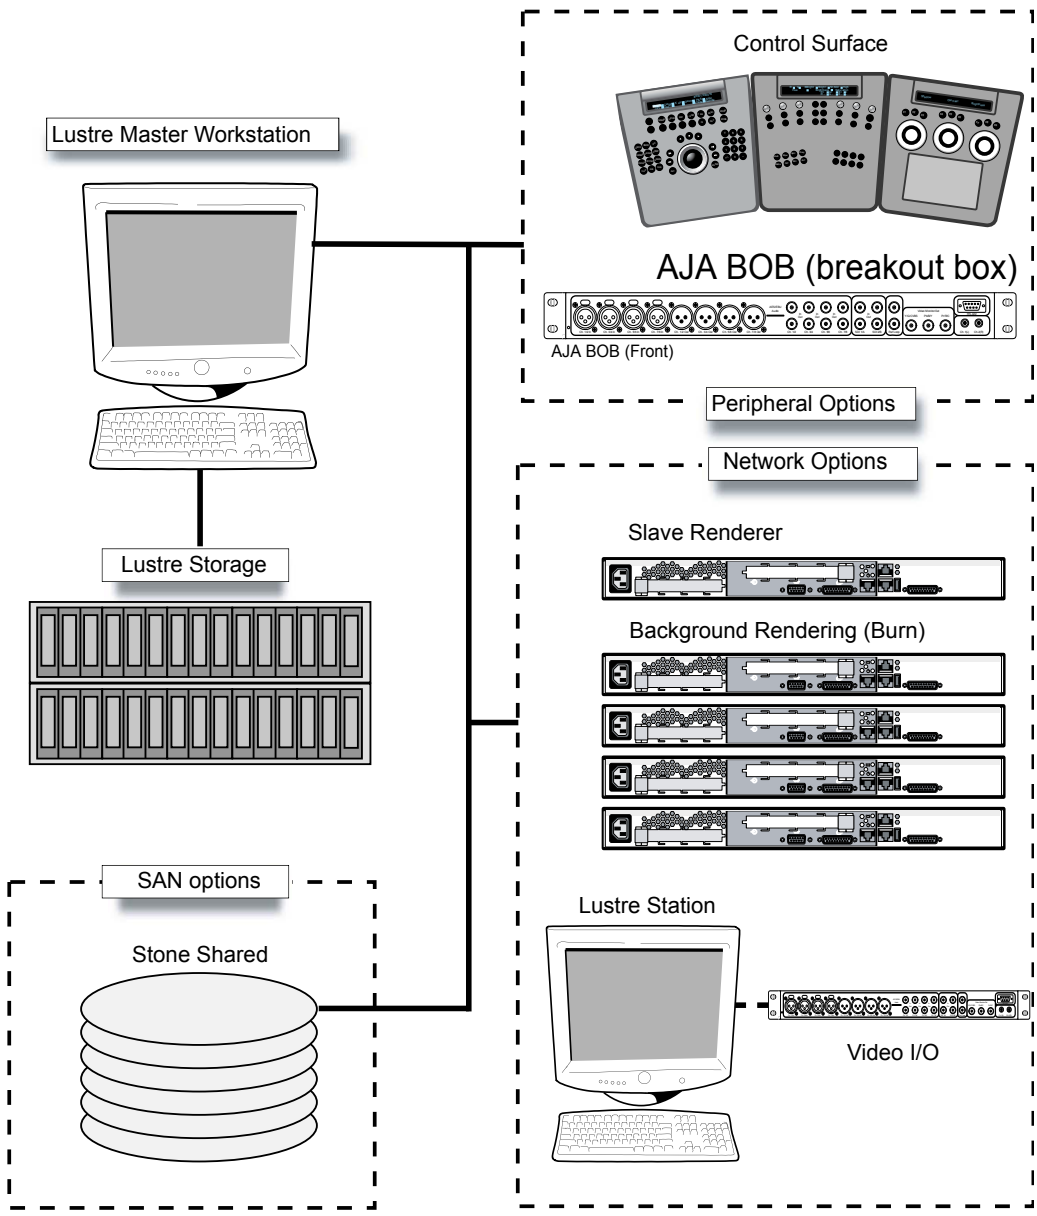 Control Surface
Lustre Master Workstation
AJA BOB (breakout box)
AJA BOB (Front)
Peripheral Options
Network Options
Slave Renderer
Lustre Storage
Background Rendering (Burn)
SAN options
Lustre Station
Stone Shared
Video I/O